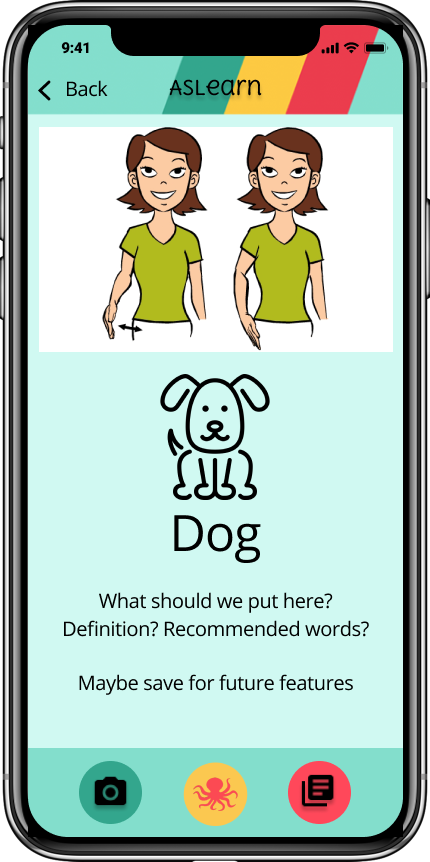 9:41
Back
ASLearn
Dog
What should we put here?
Definition? Recommended words?
Maybe save for future features